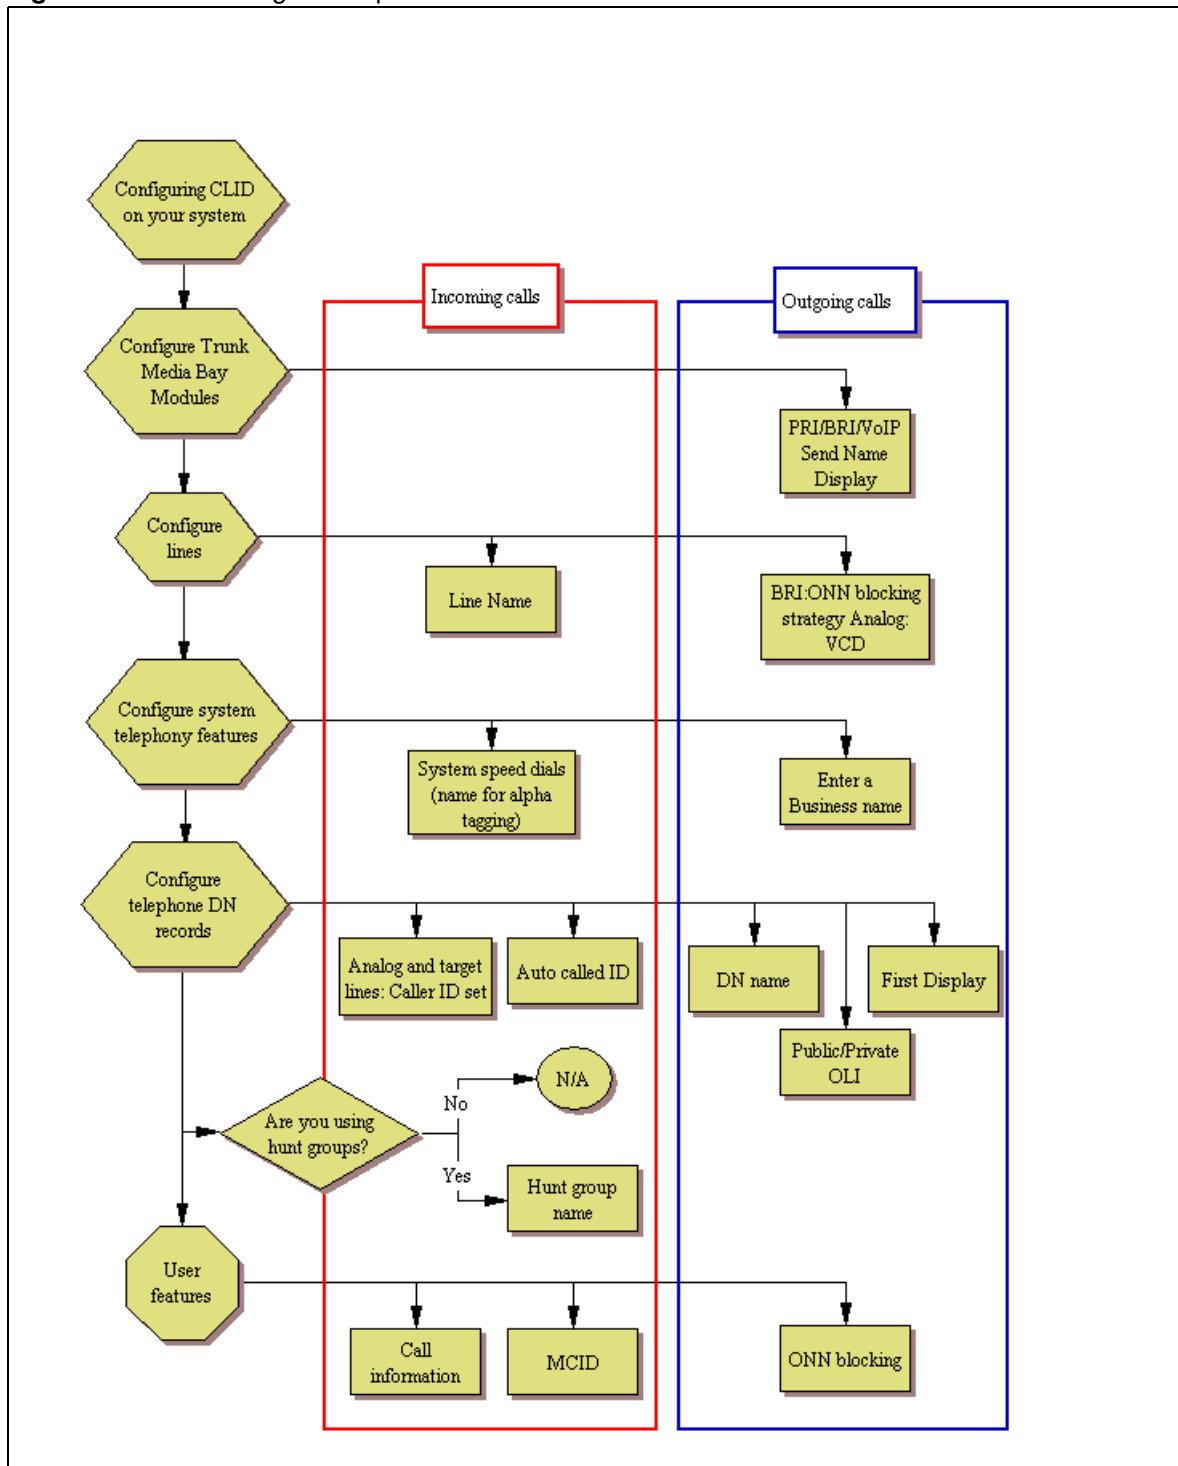 Configuring CLID
on your system
Incoming calls
Outgoing calls
Configure Trunk
Media Bay
Modules
PRI/BRI/VoIP
Send Name
Display
Configure
lines
Line Name
BRI:ONN blocking
strategy Analog:
VCD
Configure system
telephony features
System speed dials
(name for alpha
tagging)
Enter a
Business name
Configure
telephone DN
records
Analog and target
lines: Caller ID set
Auto called ID
DN name
First Display
Public/Private
OLI
Are you using
hunt groups?
No
N/A
Yes
Hunt group
name
User
features
Call
information
MCID
ONN blocking